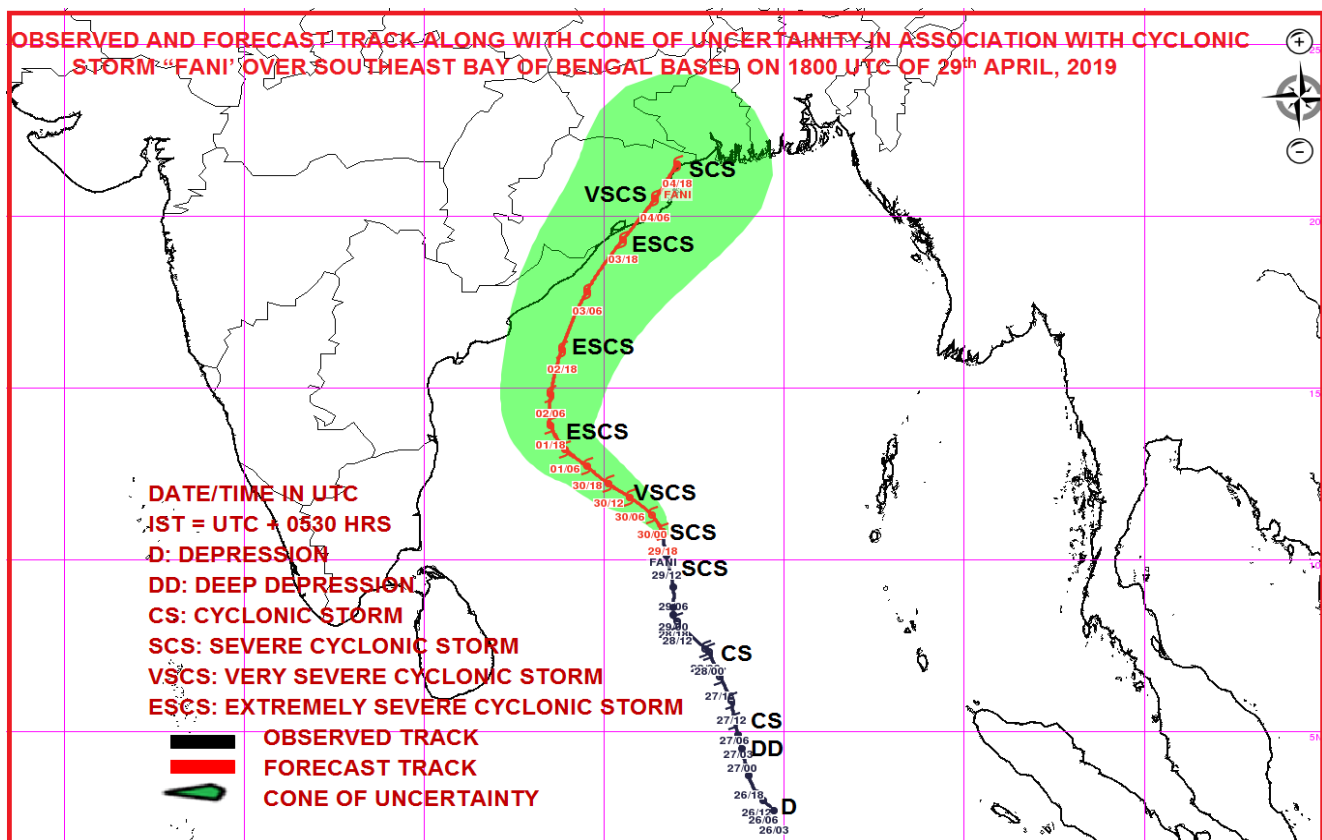 OBSERVED AND FORECAST TRACK ALONG WITH CONE OF UNCERTAINITY IN ASSOCIATION WITH CYCLONIC
STORM “FANI’ OVER SOUTHEAST BAY OF BENGAL BASED ON 1800 UTC OF 29th APRIL, 2019
SCS
04/18
FANI
VSCS
04/06
20
ESCS
03/18
03/06
ESCS
02/18
15
02/06
ESCS
01/18
01/06
30/18
VSCS
30/12
30/06
SCS
30/00
29/18
FANI
SCS
29/12
29/06
29/00
28/18
28/12
CS
28/00
27/12
CS
27/06
DD
27/03
27/00
5N
26/18
D
26/12
26/06
26/03
DATE/TIME IN UTC
IST = UTC + 0530 HRS
D: DEPRESSION
DD: DEEP DEPRESSION
CS: CYCLONIC STORM
SCS: SEVERE CYCLONIC STORM
VSCS: VERY SEVERE CYCLONIC STORM
ESCS: EXTREMELY SEVERE CYCLONIC STORM
OBSERVED TRACK
FORECAST TRACK
CONE OF UNCERTAINTY